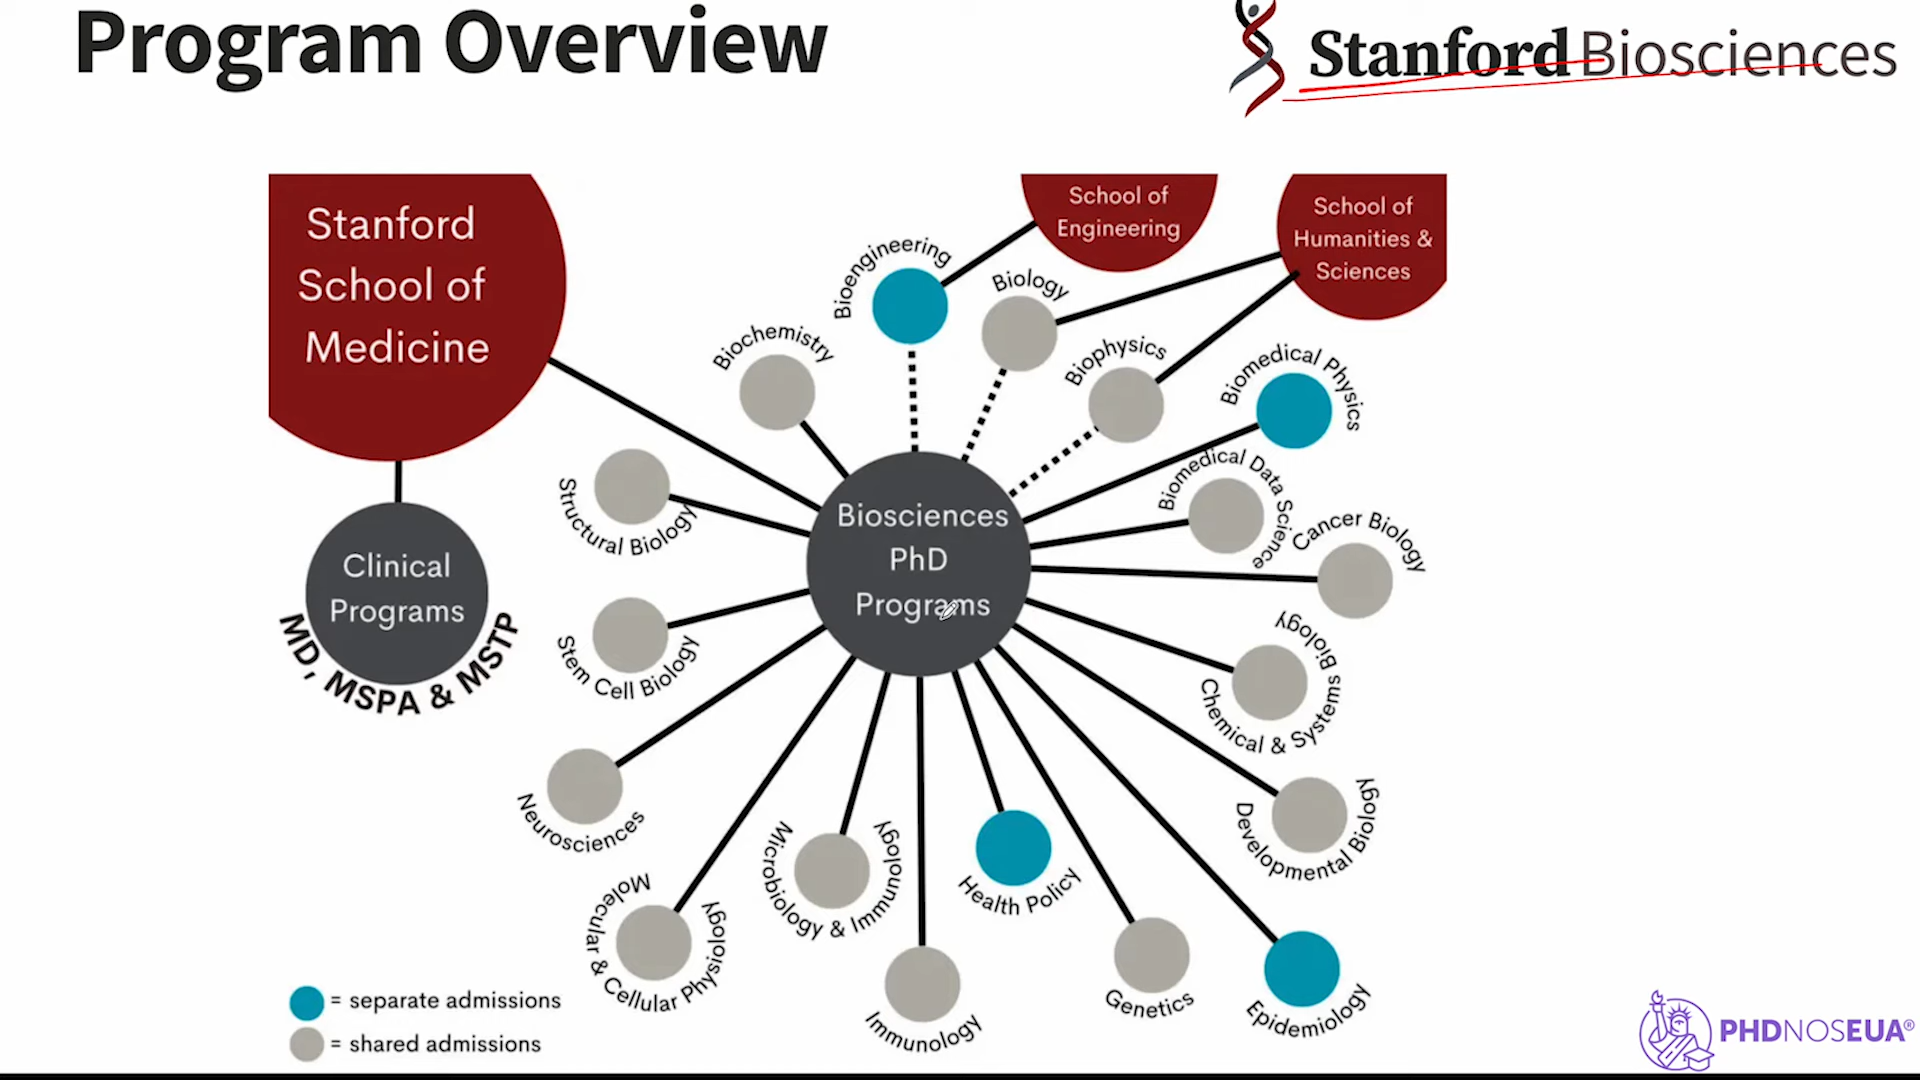 Program Overview
Stanford Biosciences
Stanford
School of
Medicine
School of
Engineering
School of
Humanities &
Sciences
Bioengineering
Biology
Biochemistry
Biophysics
Biomedical Physics
Structural Biology
Biomedical Data Science
Cancer Biology
Biosciences
PhD
Programs
Clinical
Programs
MD, MSPA & MSTP
Stem Cell Biology
Chemical & Systems Biology
Neurosciences
Developmental Biology
Molecular & Cellular Physiology
Microbiology & Immunology
Health Policy
Immunology
Genetics
Epidemiology
= separate admissions
= shared admissions
PHDNOSEUA®